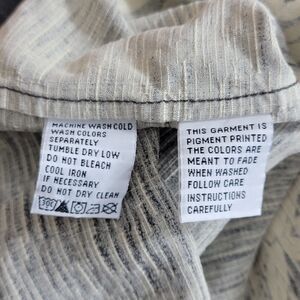 MACHINE WASH COLD
WASH COLORS
SEPARATELY
TUMBLE DRY LOW
DO NOT BLEACH
COOL IRON
IF NECESSARY
DO NOT DRY CLEAN
THIS GARMENT IS
PIGMENT PRINTED
THE COLORS ARE
MEANT TO FADE
WHEN WASHED
FOLLOW CARE
INSTRUCTIONS
CAREFULLY